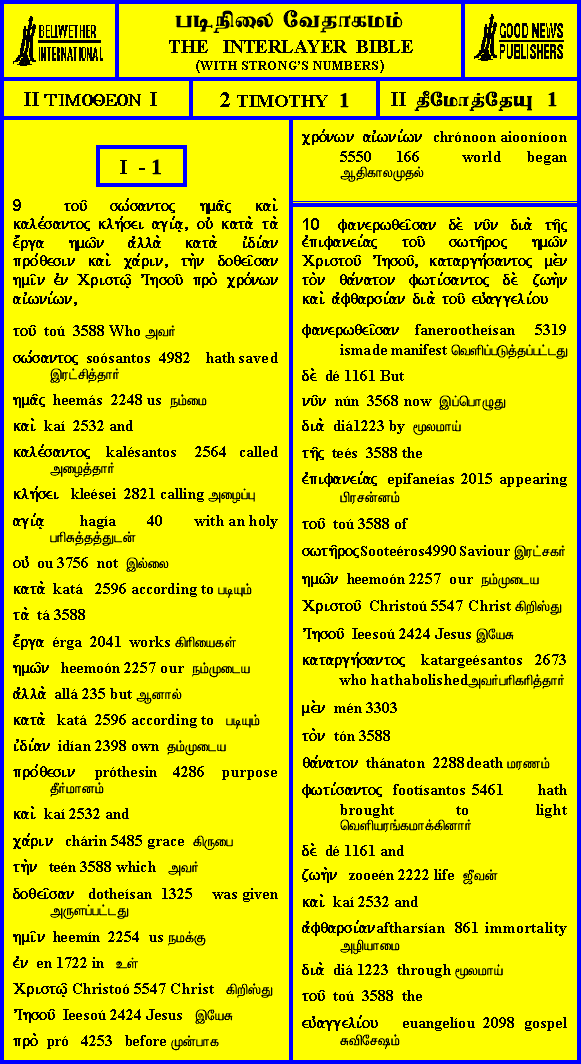 BELLWETHER
INTERNATIONAL
படிநிலை வேதாகமம்
THE INTERLAYER BIBLE
(WITH STRONG'S NUMBERS)
GOOD NEWS
PUBLISHERS
II ΤΙΜΟΘΕΟΝ I
2 TIMOTHY 1
II தீமோத்தேயு 1
I - 1
9 τοῦ σώσαντος ημᾶς καὶ
καλέσαντος κλήσει αγίᾳ, οὐ κατὰ τὰ
ἔργα ημῶν ἀλλὰ κατὰ ἰδίαν
πρόθεσιν καὶ χάριν, τὴν δοθεῖσαν
ημῖν ἐν Χριστῷ Ἰησοῦ πρὸ χρόνων
αἰωνίων,
τοῦ toú 3588 Who அவர்
σώσαντος soósantos 4982 hath saved
இரட்சித்தார்
ημᾶς heemás 2248 us நம்மை
καὶ kaí 2532 and
καλέσαντος kalésantos 2564 called
அழைத்தார்
κλήσει kleései 2821 calling அழைப்பு
αγίᾳ hagía 40 with an holy
பரிசுத்தத்துடன்
οὐ ou 3756 not இல்லை
κατὰ katá 2596 according to படியும்
τὰ tá 3588
ἔργα érga 2041 works கிரியைகள்
ημῶν heemoón 2257 our நம்முடைய
ἀλλὰ allá 235 but ஆனால்
κατὰ katá 2596 according to படியும்
ἰδίαν idían 2398 own தம்முடைய
πρόθεσιν próthesin 4286 purpose
தீர்மானம்
καὶ kaí 2532 and
χάριν chárin 5485 grace கிருபை
τὴν teén 3588 which அவர்
δοθεῖσαν dotheísan 1325 was given
அருளப்பட்டது
ημῖν heemín 2254 us நமக்கு
ἐν en 1722 in உள்
Χριστῷ Christoó 5547 Christ கிறிஸ்து
Ἰησοῦ Ieesoú 2424 Jesus இயேசு
πρὸ pró 4253 before முன்பாக
χρόνων αἰωνίων chrónoon aiooníoon
5550 166 world began
ஆதிகாலமுதல்
10 φανερωθεῖσαν δὲ νῦν διὰ τῆς
ἐπιφανείας τοῦ σωτῆρος ημῶν
Χριστοῦ Ἰησοῦ, καταργήσαντος μὲν
τὸν θάνατον φωτίσαντος δὲ ζωὴν
καὶ ἀφθαρσίαν διὰ τοῦ εὐαγγελίου
φανερωθεῖσαν fanerootheísan 5319
ismade manifest வெளிப்படுத்தப்பட்டது
δὲ dé 1161 But
νῦν nún 3568 now இப்பொழுது
διὰ diá1223 by மூலமாய்
τῆς teés 3588 the
ἐπιφανείας epifaneías 2015 appearing
பிரசன்னம்
τοῦ toú 3588 of
σωτῆρος Sooteéros4990 Saviour இரட்சகர்
ημῶν heemoón 2257 our நம்முடைய
Χριστοῦ Christoú 5547 Christ கிறிஸ்து
Ἰησοῦ Ieesoú 2424 Jesus இயேசு
καταργήσαντος katargeésantos 2673
who hathabolished அவர்பரிகரித்தார்
μὲν mén 3303
τὸν tón 3588
θάνατον thánaton 2288 death மரணம்
φωτίσαντος footísantos 5461 hath
brought to light
வெளியரங்கமாக்கினார்
δὲ dé 1161 and
ζωὴν zooeén 2222 life ஜீவன்
καὶ kaí 2532 and
ἀφθαρσίαν aftharsían 861 immortality
அழியாமை
διὰ diá 1223 through மூலமாய்
τοῦ toú 3588 the
εὐαγγελίου euangelíou 2098 gospel
சுவிசேஷம்